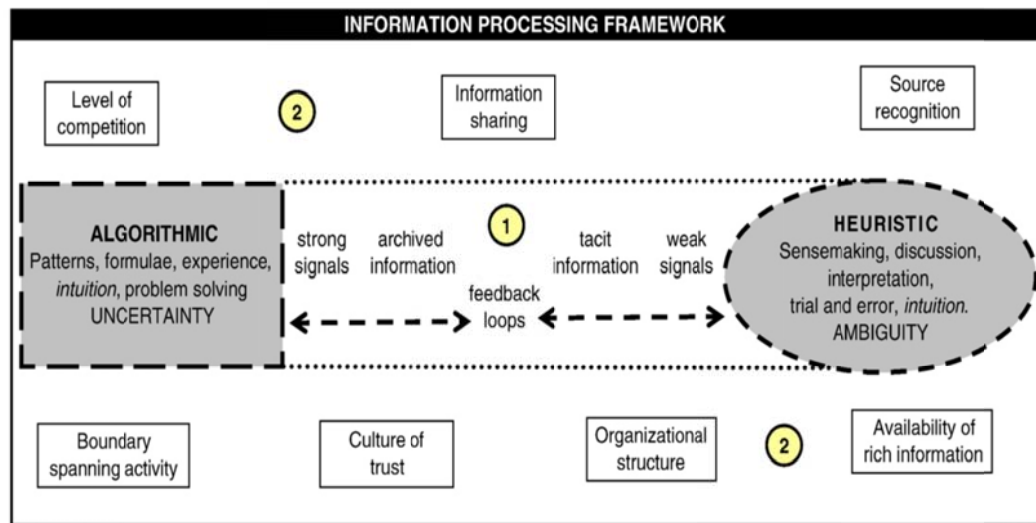 INFORMATION PROCESSING FRAMEWORK
Level of
competition
2
Information
sharing
Source
recognition
ALGORITHMIC
Patterns, formulae, experience,
intuition, problem solving
UNCERTAINTY
strong
signals
archived
information
1
feedback
loops
tacit
information
weak
signals
HEURISTIC
Sensemaking, discussion,
interpretation,
trial and error, intuition.
AMBIGUITY
Boundary
spanning activity
Culture of
trust
Organizational
structure
2
Availability of
rich information